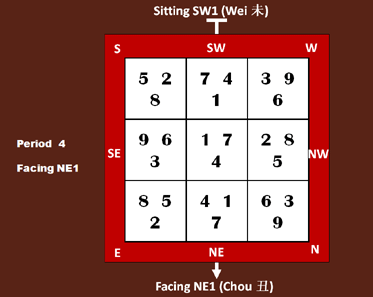 Sitting SW1 (Wei 未)
S SW W
5 2 7 4 3 9
8 1 6
Period 4
9 6 1 7 2 8
SE NW
3 4 5
Facing NE1
8 5 4 1 6 3
2 7 9
E NE N
Facing NE1 (Chou 丑)